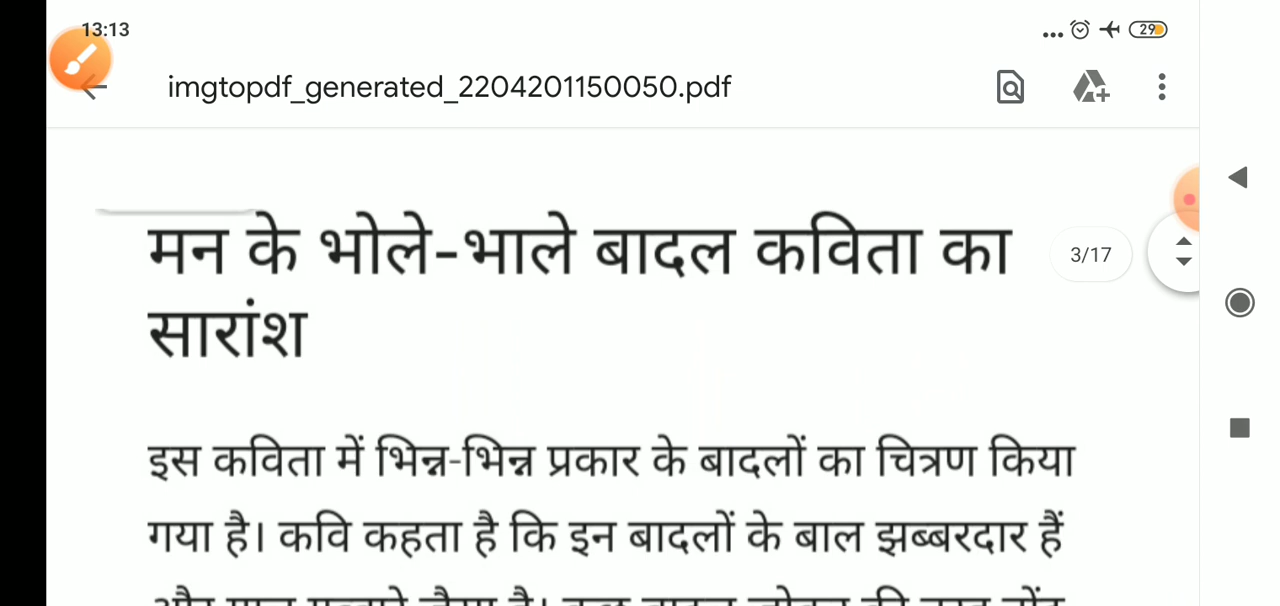 13:13
29
imgtopdf_generated_2204201150050.pdf
मन के भोले-भाले बादल कविता का
3/17
सारांश
इस कविता में भिन्न-भिन्न प्रकार के बादलों का चित्रण किया
गया है। कवि कहता है कि इन बादलों के बाल झब्बरदार हैं